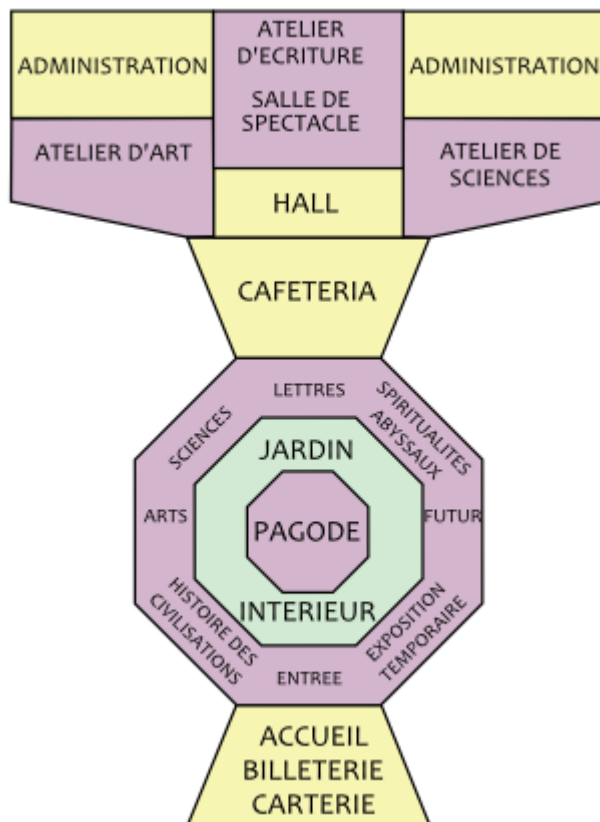 ADMINISTRATION
ATELIER
D'ECRITURE
SALLE DE
SPECTACLE
ADMINISTRATION
ATELIER D'ART
ATELIER DE
SCIENCES
HALL
CAFETERIA
LETTRES
SCIENCES
SPIRITUALITES
ABYSSAUX
JARDIN
ARTS
PAGODE
FUTUR
INTERIEUR
HISTOIRE DES
CIVILISATIONS
EXPOSITION
TEMPORAIRE
ENTREE
ACCUEIL
BILLETERIE
CARTERIE